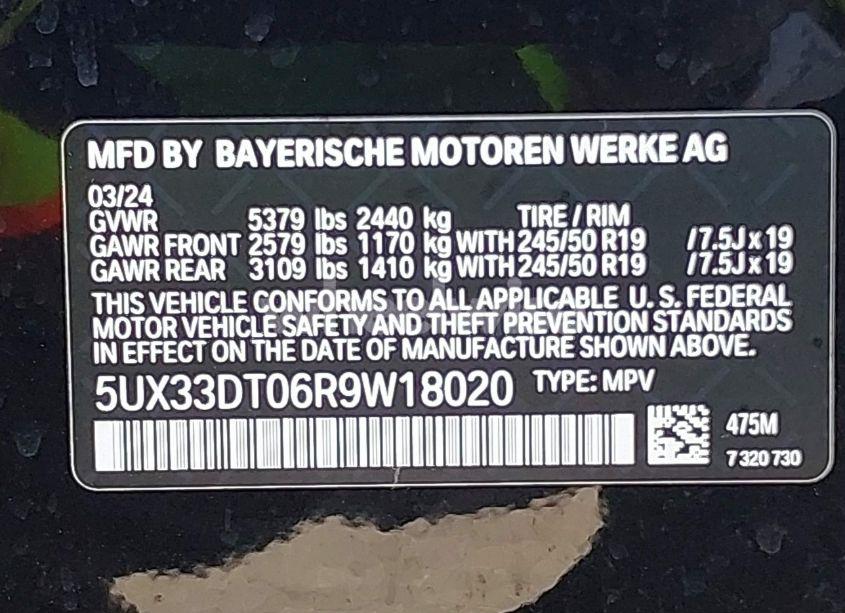 MFD BY BAYERISCHE MOTOREN WERKE AG
03/24
GVWR 5379 lbs 2440 kg TIRE / RIM
GAWR FRONT 2579 lbs 1170 kg WITH 245/50 R19 /7.5J x 19
GAWR REAR 3109 lbs 1410 kg WITH 245/50 R19 /7.5J x 19
THIS VEHICLE CONFORMS TO ALL APPLICABLE U. S. FEDERAL
MOTOR VEHICLE SAFETY AND THEFT PREVENTION STANDARDS
IN EFFECT ON THE DATE OF MANUFACTURE SHOWN ABOVE.
5UX33DT06R9W18020 TYPE: MPV
475M
7 320 730